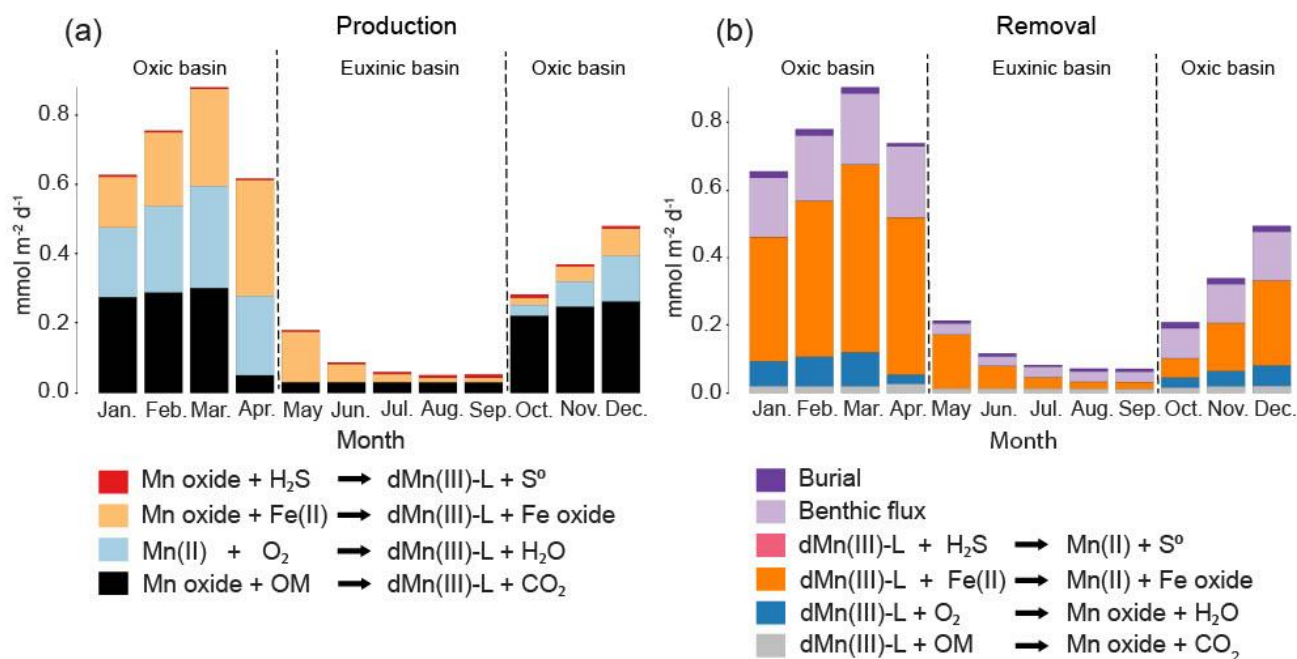 (a) Production
Oxic basin Euxinic basin Oxic basin
mmol m⁻² d⁻¹
0.8
0.6
0.4
0.2
0.0
Jan. Feb. Mar. Apr. May Jun. Jul. Aug. Sep. Oct. Nov. Dec.
Month
Mn oxide + H₂S → dMn(III)-L + S⁰
Mn oxide + Fe(II) → dMn(III)-L + Fe oxide
Mn(II) + O₂ → dMn(III)-L + H₂O
Mn oxide + OM → dMn(III)-L + CO₂
(b) Removal
Oxic basin Euxinic basin Oxic basin
mmol m⁻² d⁻¹
0.8
0.6
0.4
0.2
0.0
Jan. Feb. Mar. Apr. May Jun. Jul. Aug. Sep. Oct. Nov. Dec.
Month
Burial
Benthic flux
dMn(III)-L + H₂S → Mn(II) + S⁰
dMn(III)-L + Fe(II) → Mn(II) + Fe oxide
dMn(III)-L + O₂ → Mn oxide + H₂O
dMn(III)-L + OM → Mn oxide + CO₂